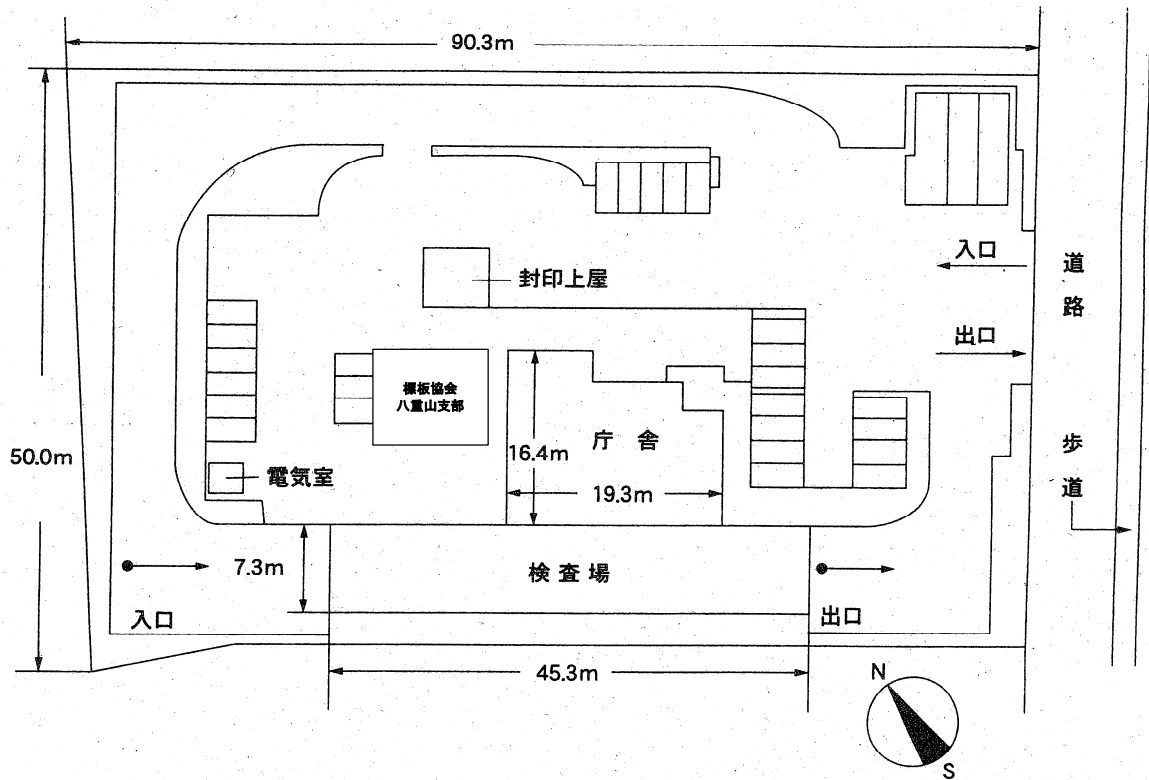 90.3m
入口
道路
封印上屋
出口
標板協会
八重山支部
庁 舎
16.4m
歩道
50.0m
電気室
19.3m
7.3m
検 査 場
入口
出口
45.3m
N
S